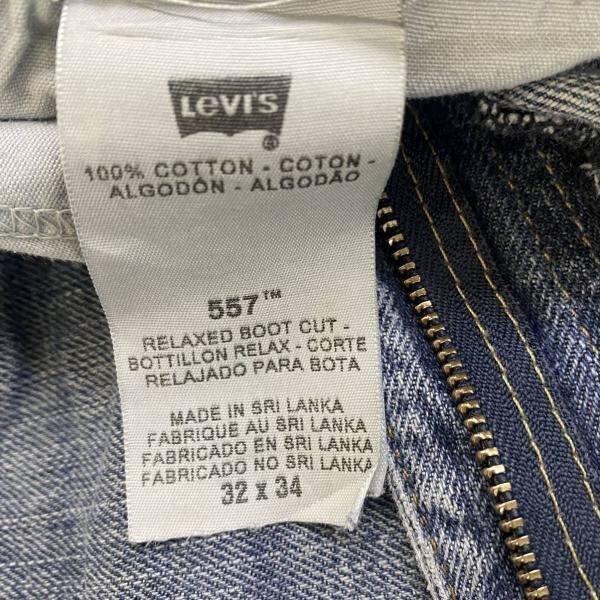 LEVI'S
®
100% COTTON - COTON -
ALGODÓN - ALGODÃO
557™
RELAXED BOOT CUT -
BOTTILLON RELAX - CORTE
RELAJADO PARA BOTA
MADE IN SRI LANKA
FABRIQUE AU SRI LANKA
FABRICADO EN SRI LANKA
FABRICADO NO SRI LANKA
32 X 34